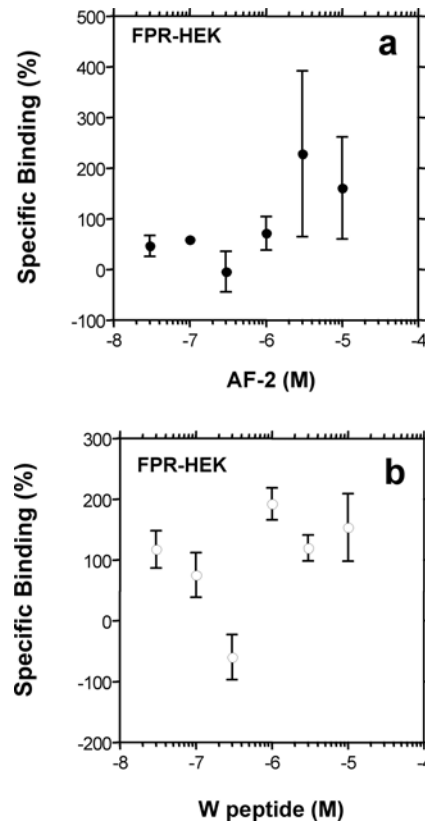 FPR-HEK
a
Specific Binding (%)
500
400
300
200
100
0
-100
-8 -7 -6 -5 -4
AF-2 (M)
FPR-HEK
b
Specific Binding (%)
300
200
100
0
-100
-200
-8 -7 -6 -5 -4
W peptide (M)